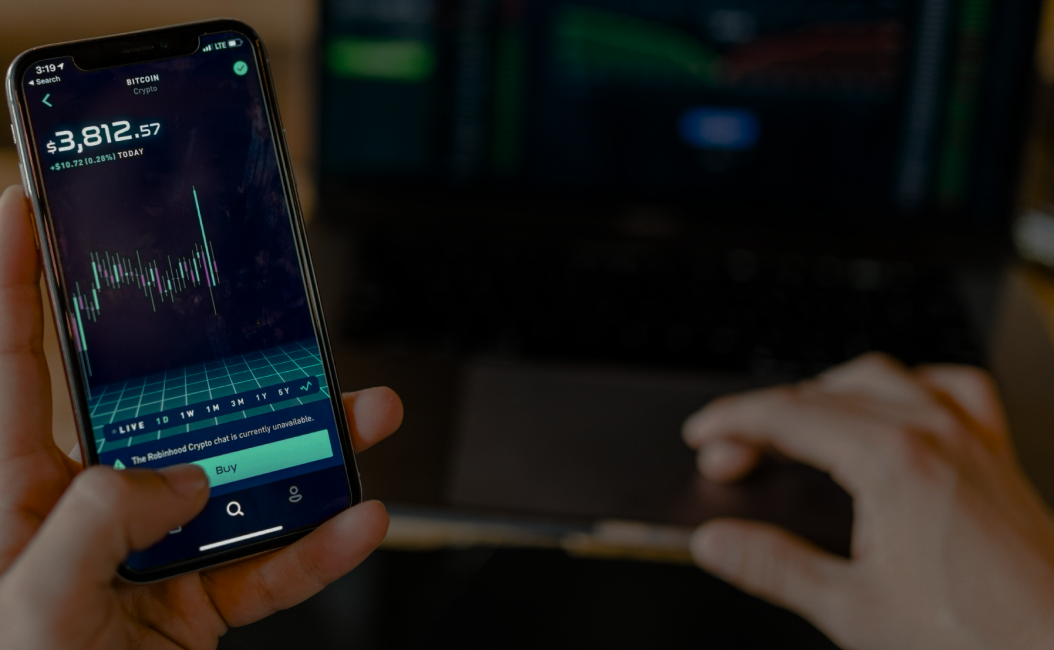 3:19
LTE
Search
BITCOIN
Crypto
$3,812.57
+$10.72 (0.28%) TODAY
LIVE 1D 1W 1M 3M 1Y 5Y
The Robinhood Crypto chat is currently unavailable.
Buy